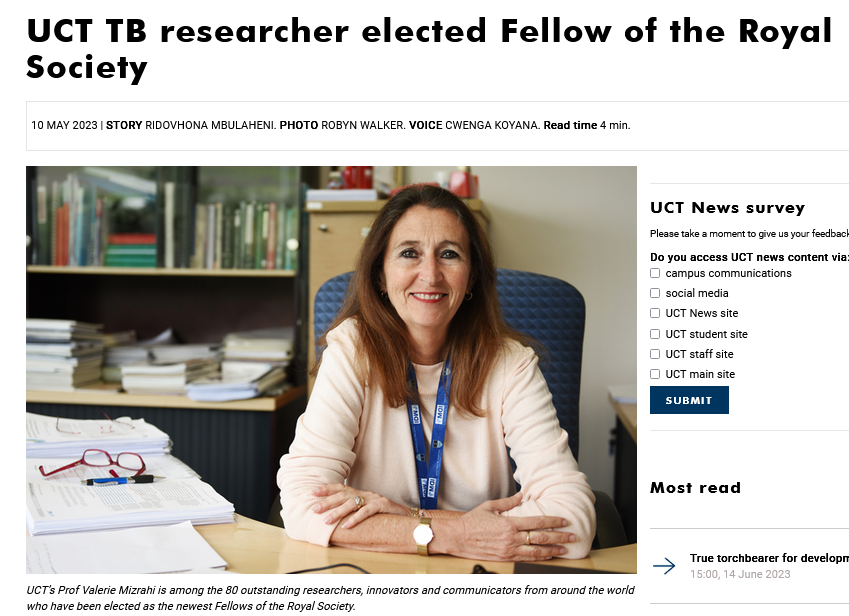 UCT TB researcher elected Fellow of the Royal
Society
10 MAY 2023 | STORY RIDOVHONA MBULAHENI. PHOTO ROBYN WALKER. VOICE CWENGA KOYANA. Read time 4 min.
UCT News survey
Please take a moment to give us your feedback
Do you access UCT news content via:
campus communications
social media
UCT News site
UCT student site
UCT staff site
UCT main site
SUBMIT
Most read
True torchbearer for developm
15:00, 14 June 2023
UCT's Prof Valerie Mizrahi is among the 80 outstanding researchers, innovators and communicators from around the world
who have been elected as the newest Fellows of the Royal Society.